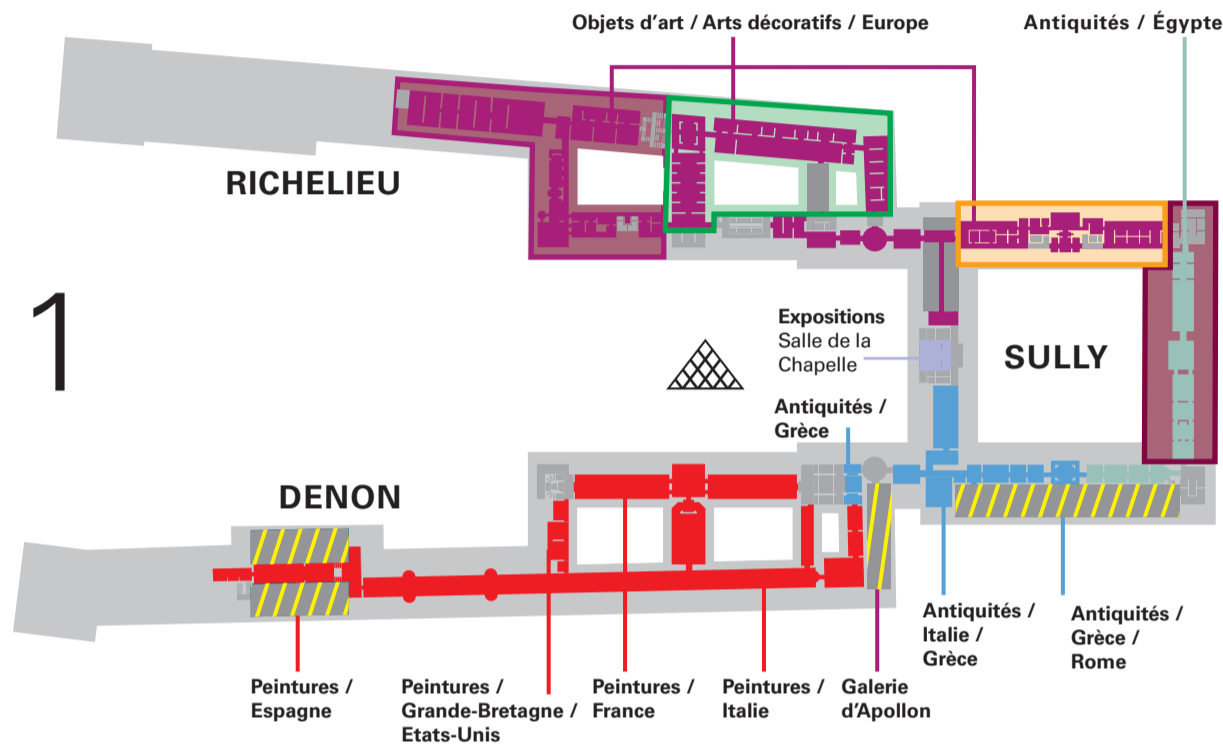 Objets d'art / Arts décoratifs / Europe
Antiquités / Égypte
RICHELIEU
1
Expositions
Salle de la
Chapelle
SULLY
Antiquités /
Grèce
DENON
Antiquités /
Italie /
Grèce
Antiquités /
Grèce /
Rome
Peintures /
Espagne
Peintures /
Grande-Bretagne /
Etats-Unis
Peintures /
France
Peintures /
Italie
Galerie
d'Apollon